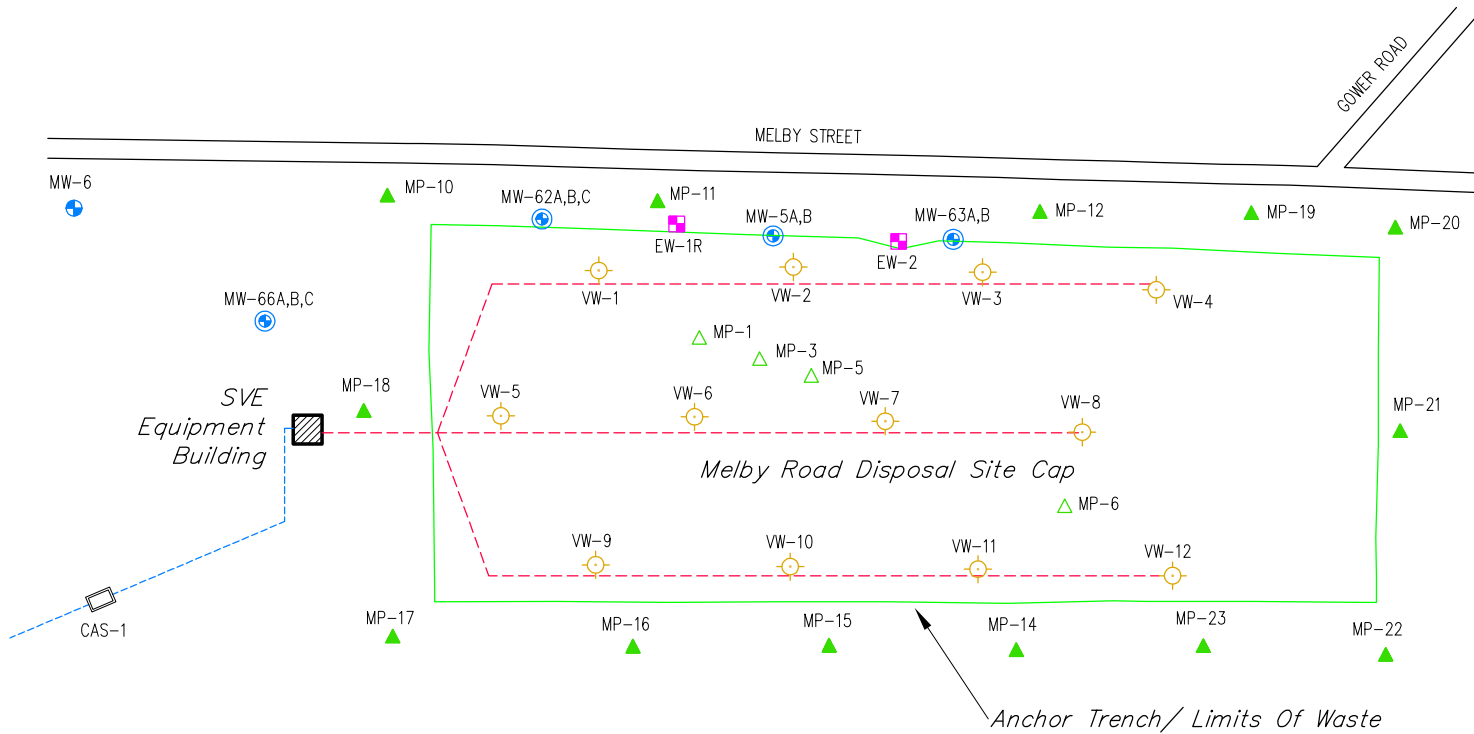 GOWER ROAD
MELBY STREET
MW-6
MP-10
MW-62A,B,C
MP-11
EW-1R
MW-5A,B
MW-63A,B
EW-2
MP-12
MP-19
MP-20
VW-1
VW-2
VW-3
VW-4
MW-66A,B,C
MP-1
MP-3
MP-5
MP-18
SVE
Equipment
Building
VW-5
VW-6
VW-7
VW-8
MP-21
Melby Road Disposal Site Cap
MP-6
VW-9
VW-10
VW-11
VW-12
CAS-1
MP-17
MP-16
MP-15
MP-14
MP-23
MP-22
Anchor Trench/ Limits Of Waste